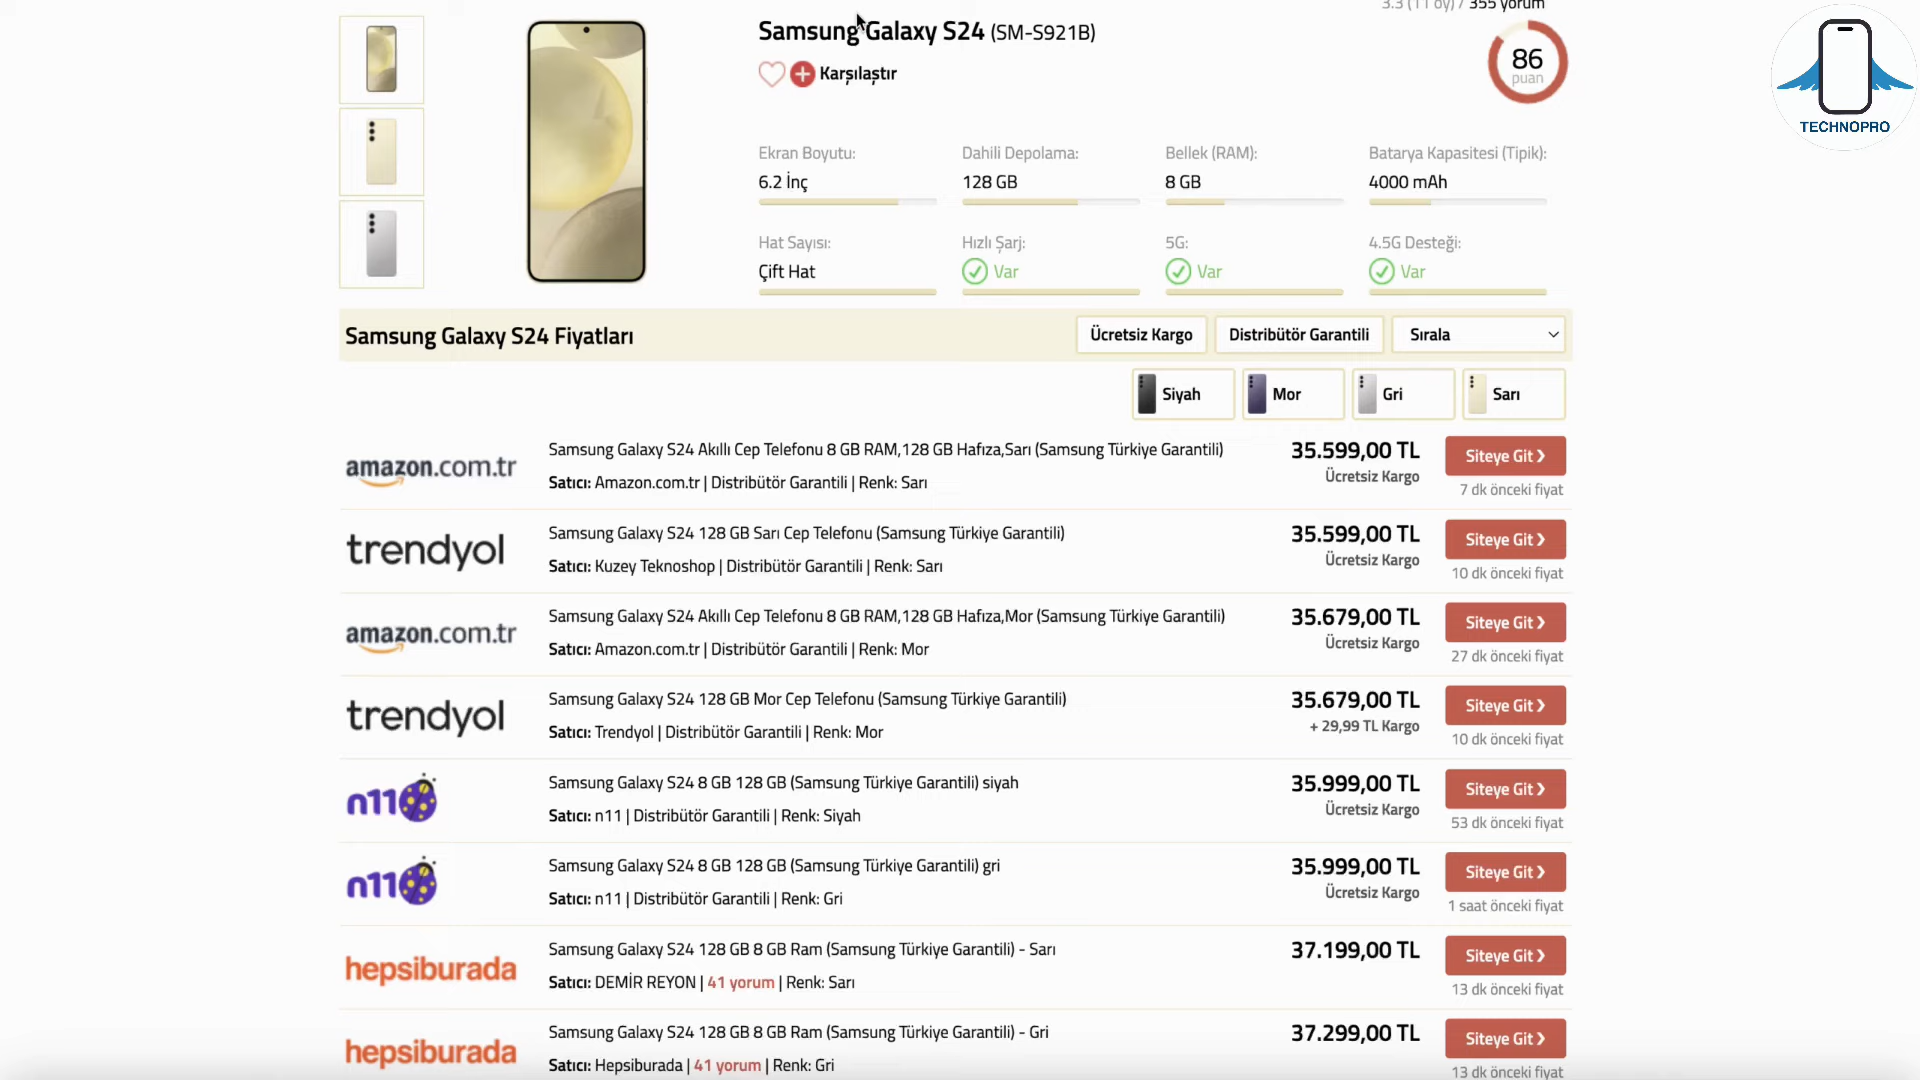 3.3 (11 oy) / 355 yorum
Samsung Galaxy S24 (SM-S921B)
Karşılaştır
86
puan
TECHNOPRO
Ekran Boyutu:
6.2 İnç
Dahili Depolama:
128 GB
Bellek (RAM):
8 GB
Batarya Kapasitesi (Tipik):
4000 mAh
Hat Sayısı:
Çift Hat
Hızlı Şarj:
Var
5G:
Var
4.5G Desteği:
Var
Samsung Galaxy S24 Fiyatları
Ücretsiz Kargo
Distribütör Garantili
Sırala
Siyah
Mor
Gri
Sarı
amazon.com.tr
Samsung Galaxy S24 Akıllı Cep Telefonu 8 GB RAM,128 GB Hafıza,Sarı (Samsung Türkiye Garantili)
Satıcı: Amazon.com.tr | Distribütör Garantili | Renk: Sarı
35.599,00 TL
Ücretsiz Kargo
Siteye Git
7 dk önceki fiyat
trendyol
Samsung Galaxy S24 128 GB Sarı Cep Telefonu (Samsung Türkiye Garantili)
Satıcı: Kuzey Teknoshop | Distribütör Garantili | Renk: Sarı
35.599,00 TL
Ücretsiz Kargo
Siteye Git
10 dk önceki fiyat
amazon.com.tr
Samsung Galaxy S24 Akıllı Cep Telefonu 8 GB RAM,128 GB Hafıza,Mor (Samsung Türkiye Garantili)
Satıcı: Amazon.com.tr | Distribütör Garantili | Renk: Mor
35.679,00 TL
Ücretsiz Kargo
Siteye Git
27 dk önceki fiyat
trendyol
Samsung Galaxy S24 128 GB Mor Cep Telefonu (Samsung Türkiye Garantili)
Satıcı: Trendyol | Distribütör Garantili | Renk: Mor
35.679,00 TL
+ 29,99 TL Kargo
Siteye Git
10 dk önceki fiyat
n11
Samsung Galaxy S24 8 GB 128 GB (Samsung Türkiye Garantili) siyah
Satıcı: n11 | Distribütör Garantili | Renk: Siyah
35.999,00 TL
Ücretsiz Kargo
Siteye Git
53 dk önceki fiyat
n11
Samsung Galaxy S24 8 GB 128 GB (Samsung Türkiye Garantili) gri
Satıcı: n11 | Distribütör Garantili | Renk: Gri
35.999,00 TL
Ücretsiz Kargo
Siteye Git
1 saat önceki fiyat
hepsiburada
Samsung Galaxy S24 128 GB 8 GB Ram (Samsung Türkiye Garantili) - Sarı
Satıcı: DEMİR REYON | 41 yorum | Renk: Sarı
37.199,00 TL
Siteye Git
13 dk önceki fiyat
hepsiburada
Samsung Galaxy S24 128 GB 8 GB Ram (Samsung Türkiye Garantili) - Gri
Satıcı: Hepsiburada | 41 yorum | Renk: Gri
37.299,00 TL
Siteye Git
13 dk önceki fiyat